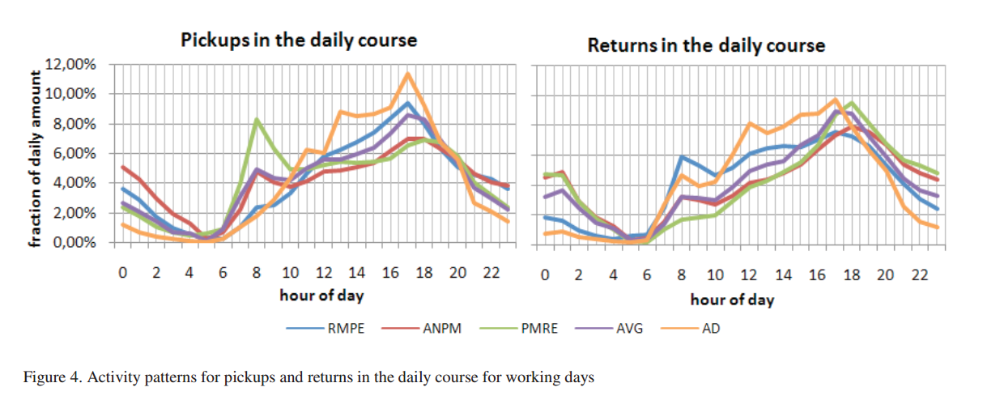 Pickups in the daily course
Returns in the daily course
fraction of daily amount
12,00%
10,00%
8,00%
6,00%
4,00%
2,00%
0,00%
0 2 4 6 8 10 12 14 16 18 20 22
hour of day
0 2 4 6 8 10 12 14 16 18 20 22
hour of day
RMPE ANPM PMRE AVG AD
Figure 4. Activity patterns for pickups and returns in the daily course for working days